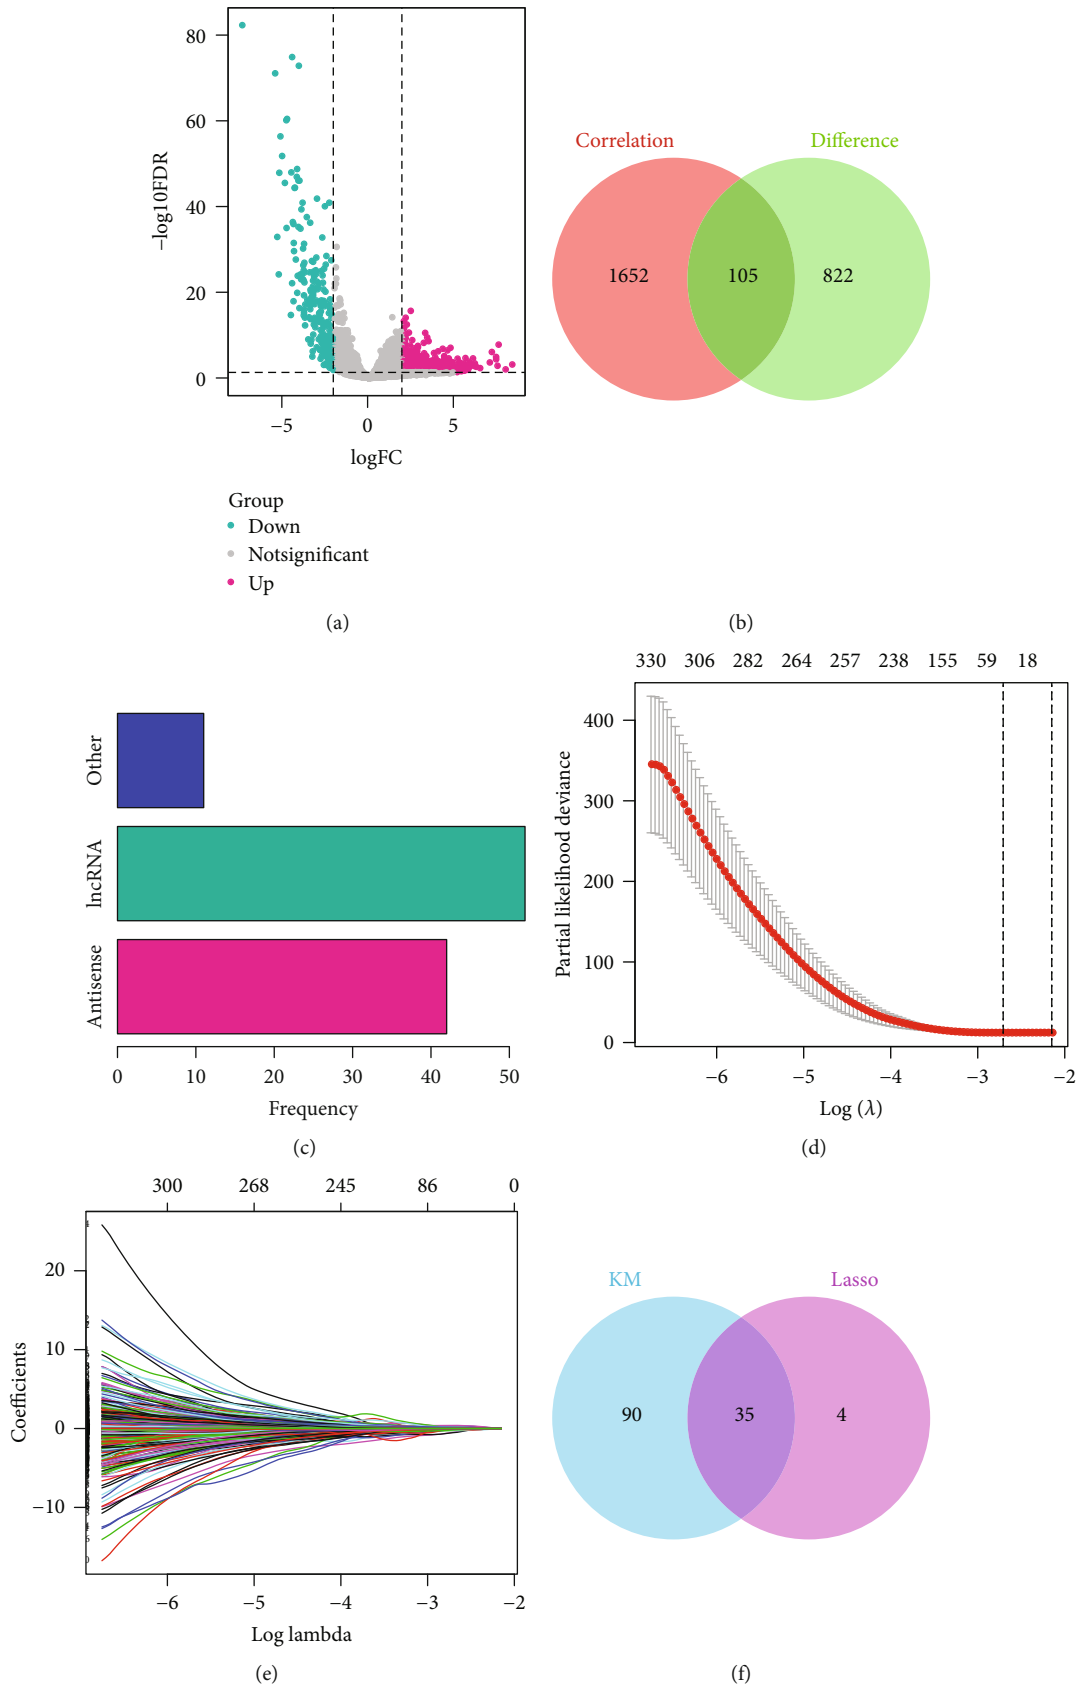 80
60
40
20
0
−log10FDR
−5 0 5
logFC
Group
Down
Notsignificant
Up
(a)
Correlation Difference
1652 105 822
(b)
Other
lncRNA
Antisense
0 10 20 30 40 50
Frequency
(c)
330 306 282 264 257 238 155 59 18
400
300
200
100
0
Partial likelihood deviance
−6 −5 −4 −3 −2
Log (λ)
(d)
300 268 245 86 0
20
10
0
−10
Coefficients
−6 −5 −4 −3 −2
Log lambda
(e)
KM Lasso
90 35 4
(f)